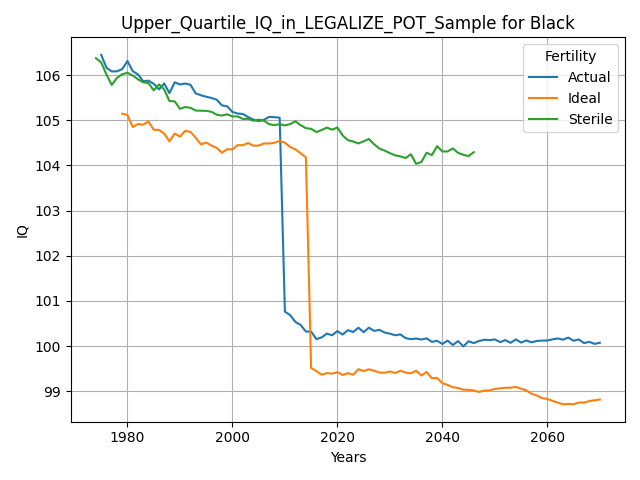 Upper_Quartile_IQ_in_LEGALIZE_POT_Sample for Black
Fertility
Actual
Ideal
Sterile
106
105
104
103
102
101
100
99
IQ
1980 2000 2020 2040 2060
Years